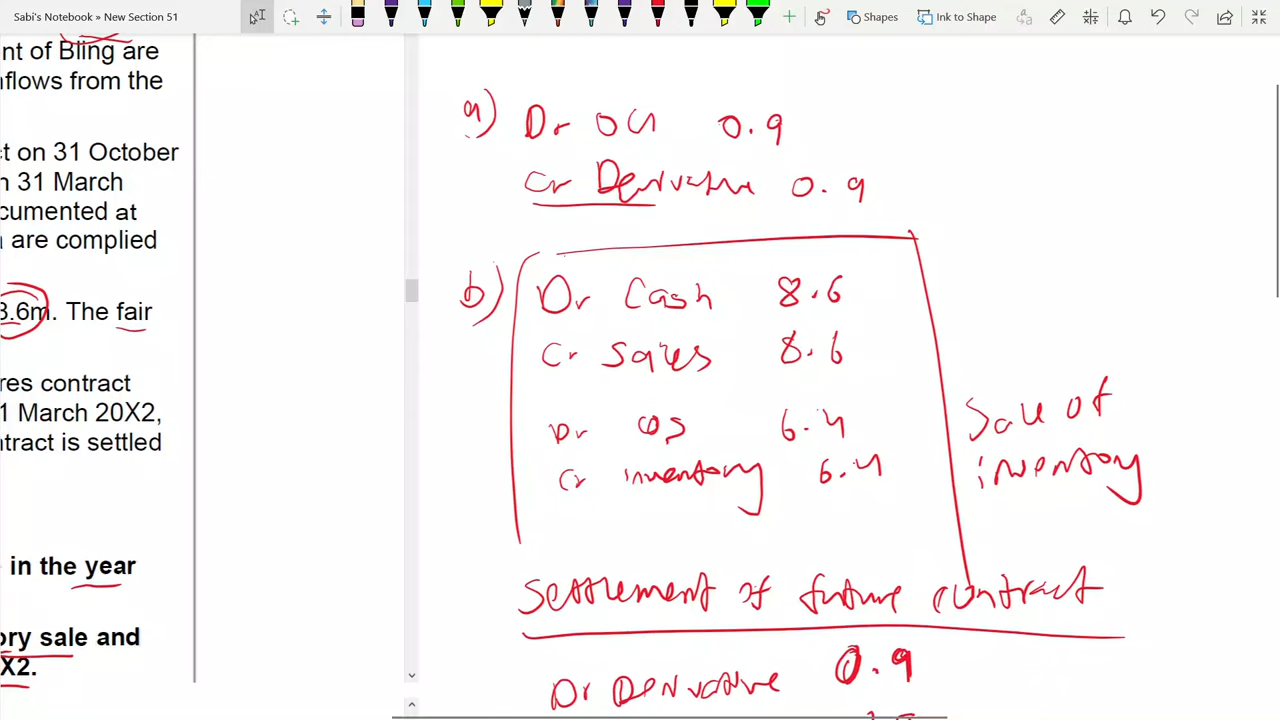 Sabi's Notebook » New Section 51
Shapes
Ink to Shape
nt of Bling are
nflows from the
ct on 31 October
n 31 March
cumented at
a are complied
3.6m. The fair
res contract
1 March 20X2,
ntract is settled
in the year
ory sale and
X2.
a) Dr OCI 0.9
Cr Derivative 0.9
b) Dr Cash 8.6
Cr Sales 8.6
Dr COS 6.4
Cr inventory 6.4
Sale of
inventory
Settlement of future contract
Dr Derivative 0.9